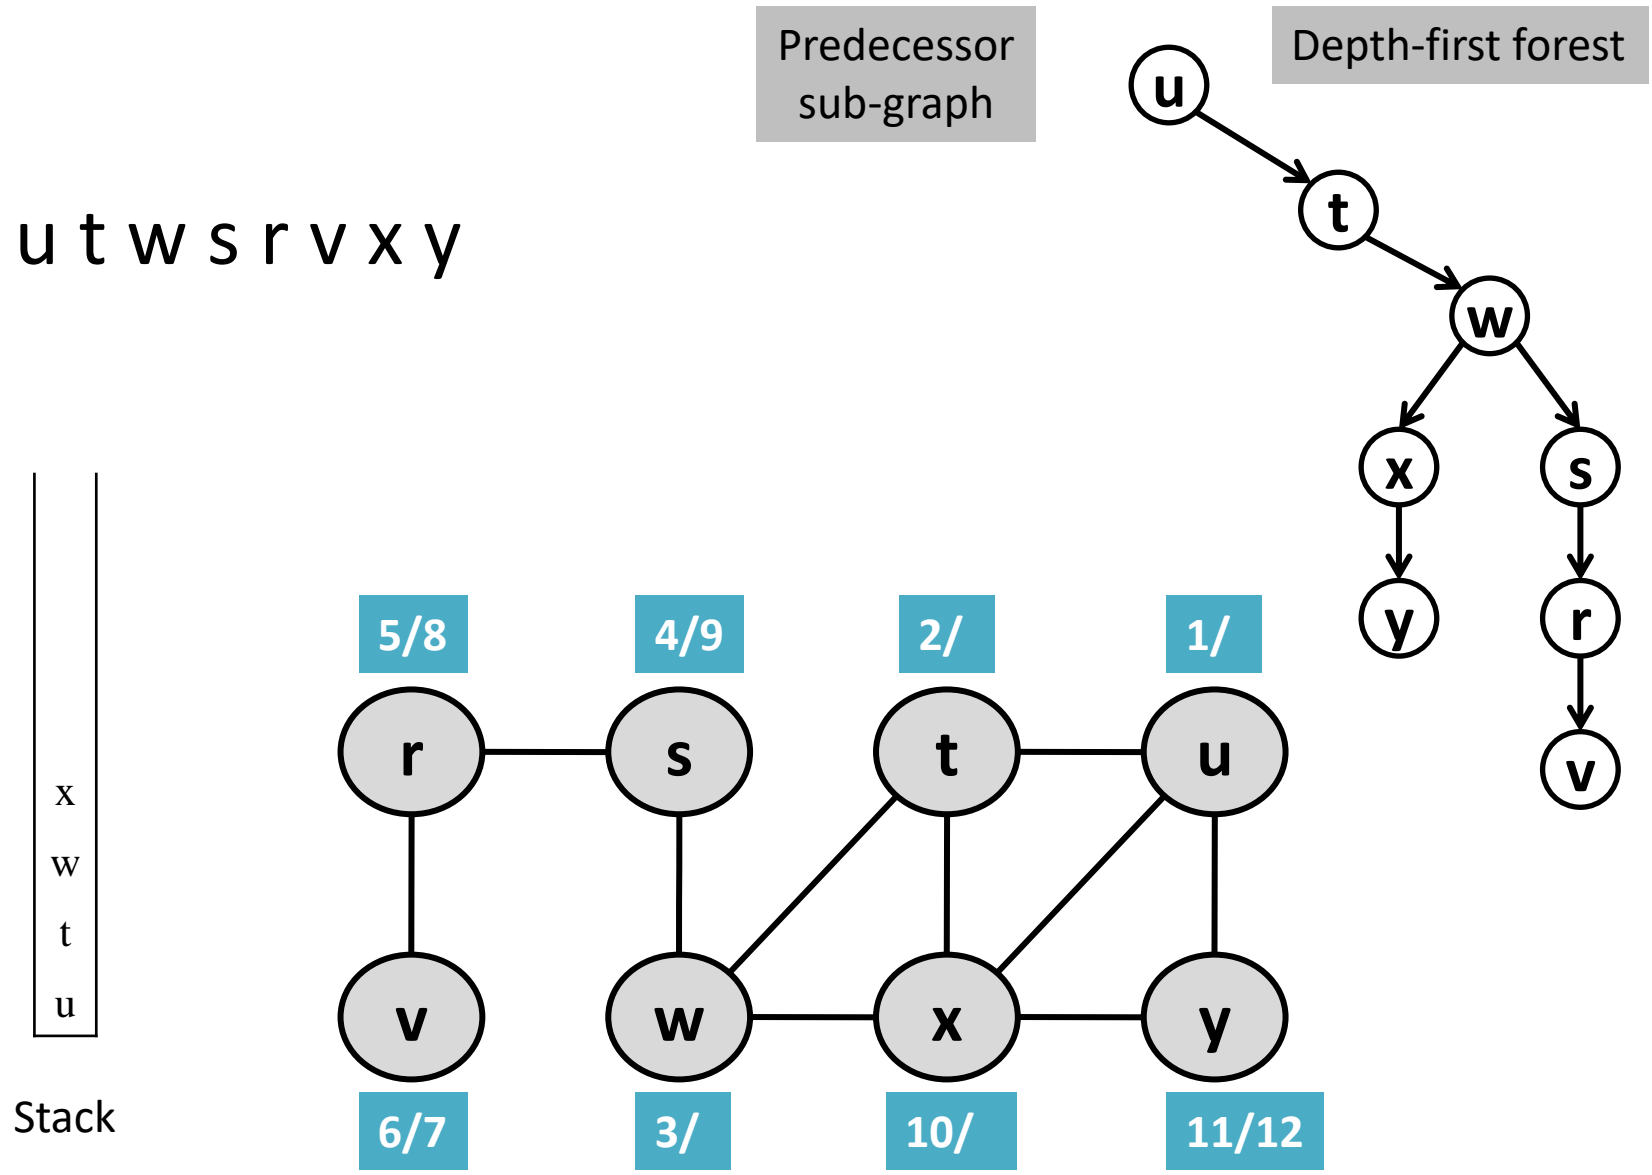 Predecessor
sub-graph
Depth-first forest
u
t
w
x s
y r
v
u t w s r v x y
5/8 4/9 2/ 1/
r s t u
v w x y
6/7 3/ 10/ 11/12
x
w
t
u
Stack